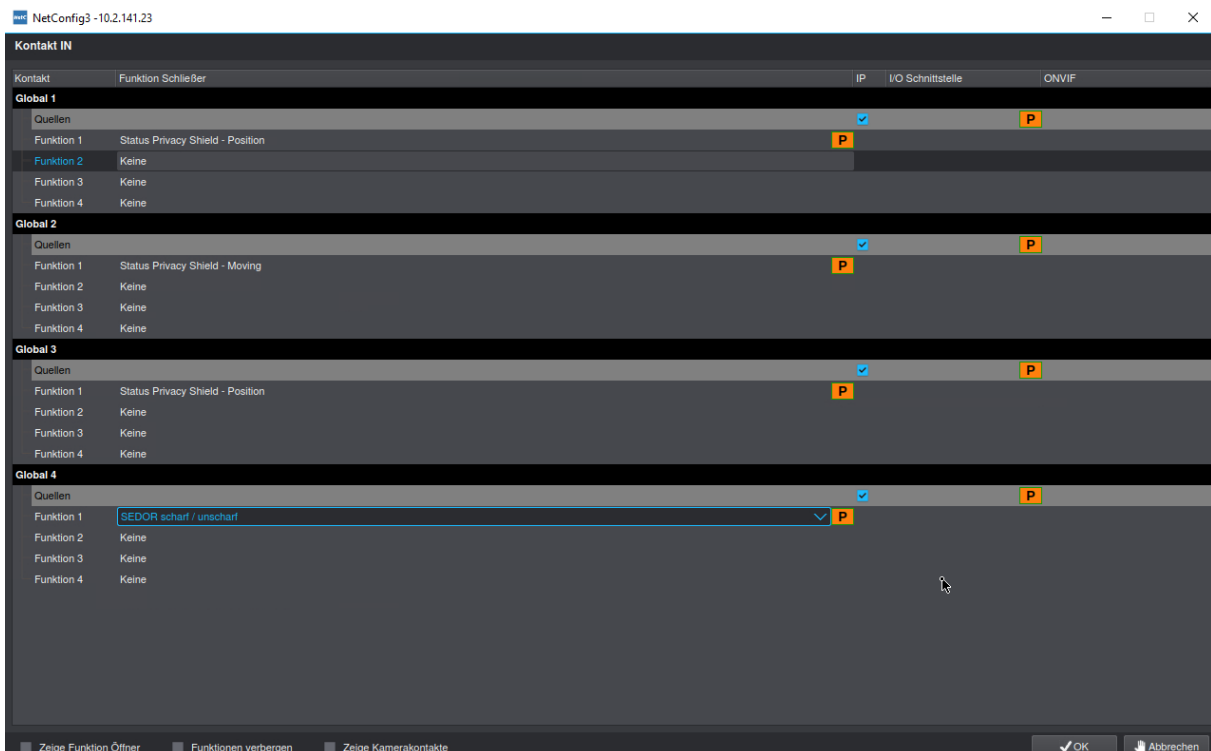 netC NetConfig3 -10.2.141.23
Kontakt IN
Kontakt Funktion Schließer IP I/O Schnittstelle ONVIF
Global 1
Quellen P
Funktion 1 Status Privacy Shield - Position P
Funktion 2 Keine
Funktion 3 Keine
Funktion 4 Keine
Global 2
Quellen P
Funktion 1 Status Privacy Shield - Moving P
Funktion 2 Keine
Funktion 3 Keine
Funktion 4 Keine
Global 3
Quellen P
Funktion 1 Status Privacy Shield - Position P
Funktion 2 Keine
Funktion 3 Keine
Funktion 4 Keine
Global 4
Quellen P
Funktion 1 SEDOR scharf / unscharf P
Funktion 2 Keine
Funktion 3 Keine
Funktion 4 Keine
Zeige Funktion Öffner Funktionen verbergen Zeige Kamerakontakte OK Abbrechen